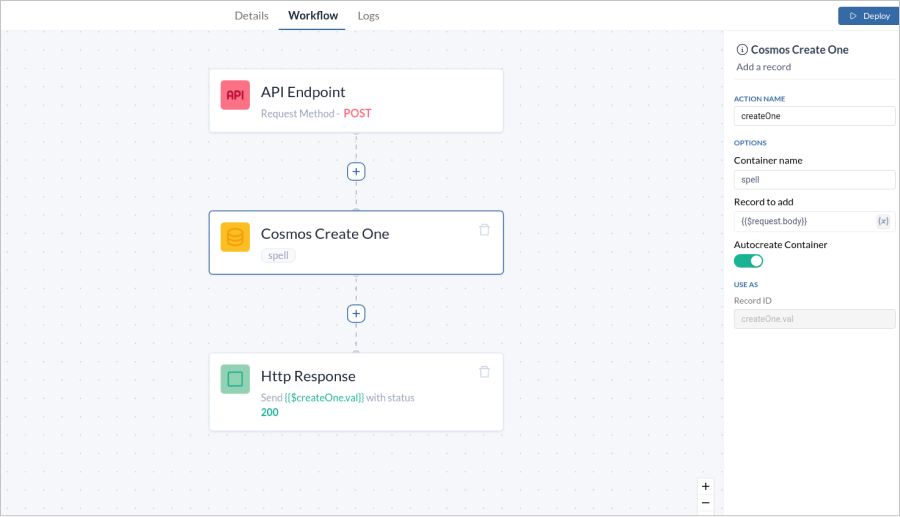 Details Workflow Logs
Deploy
API
API Endpoint
Request Method - POST
+
Cosmos Create One
spell
+
Http Response
Send {{$createOne.val}} with status
200
+
−
Cosmos Create One
Add a record
ACTION NAME
createOne
OPTIONS
Container name
spell
Record to add
{{$request.body}}
{x}
Autocreate Container
USE AS
Record ID
createOne.val